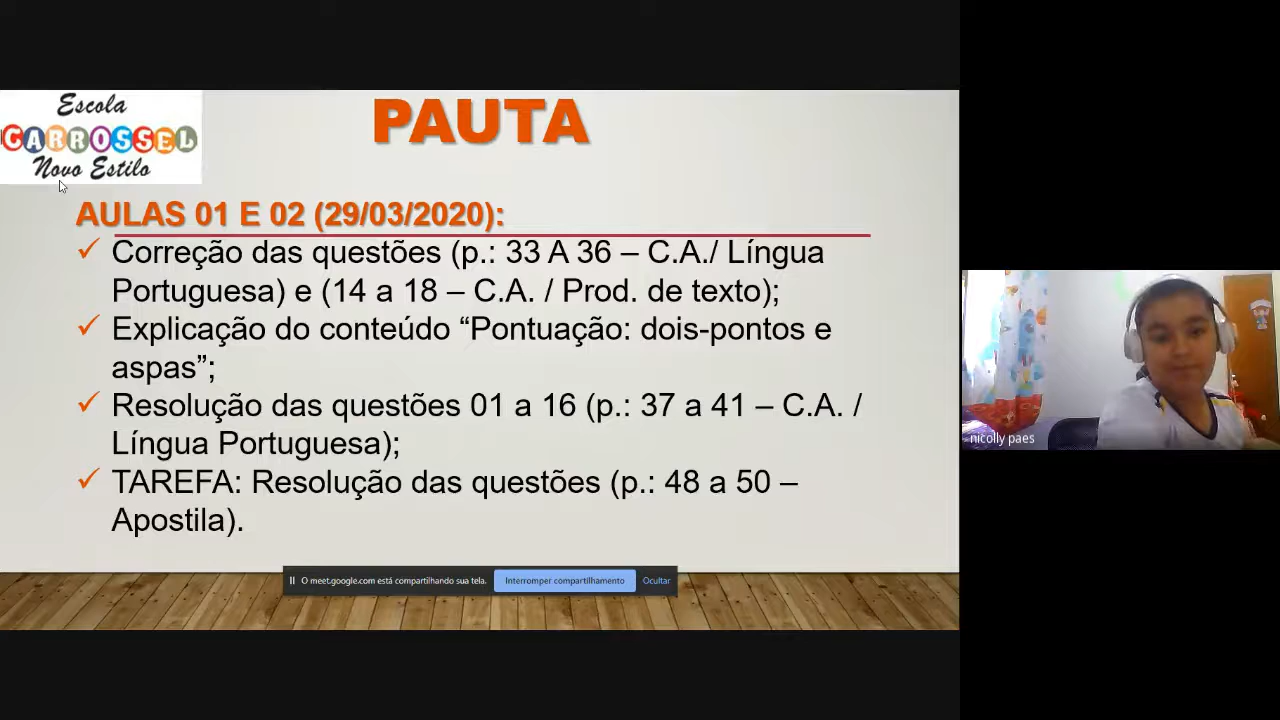 Escola
CARROSSEL
Novo Estilo
PAUTA
AULAS 01 E 02 (29/03/2020):
✓ Correção das questões (p.: 33 A 36 – C.A./ Língua
Portuguesa) e (14 a 18 – C.A. / Prod. de texto);
✓ Explicação do conteúdo “Pontuação: dois-pontos e
aspas”;
✓ Resolução das questões 01 a 16 (p.: 37 a 41 – C.A. /
Língua Portuguesa);
✓ TAREFA: Resolução das questões (p.: 48 a 50 –
Apostila).
O meet.google.com está compartilhando sua tela. Interromper compartilhamento Ocultar
nicolly paes